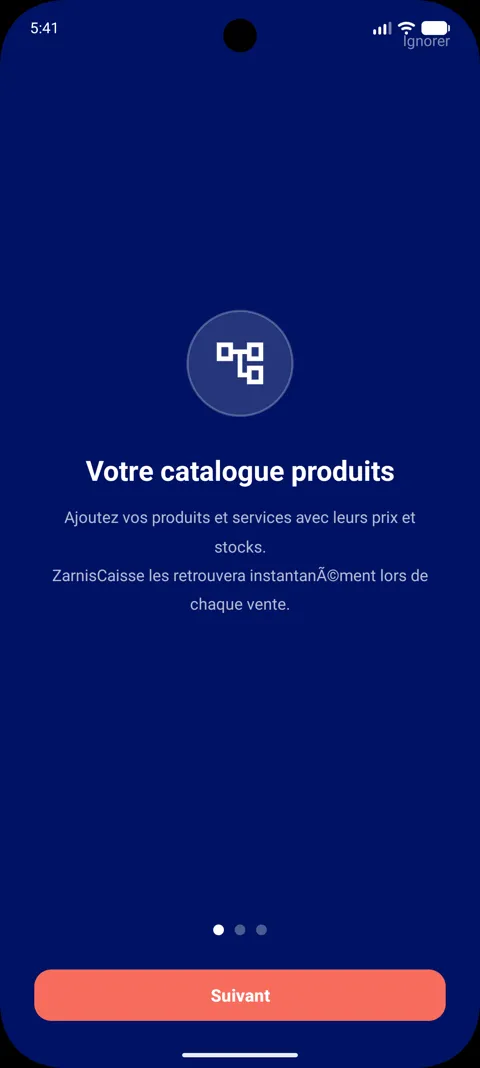 5:41
Ignorer
Votre catalogue produits
Ajoutez vos produits et services avec leurs prix et
stocks.
ZarnisCaisse les retrouvera instantanÃ©ment lors de
chaque vente.
Suivant